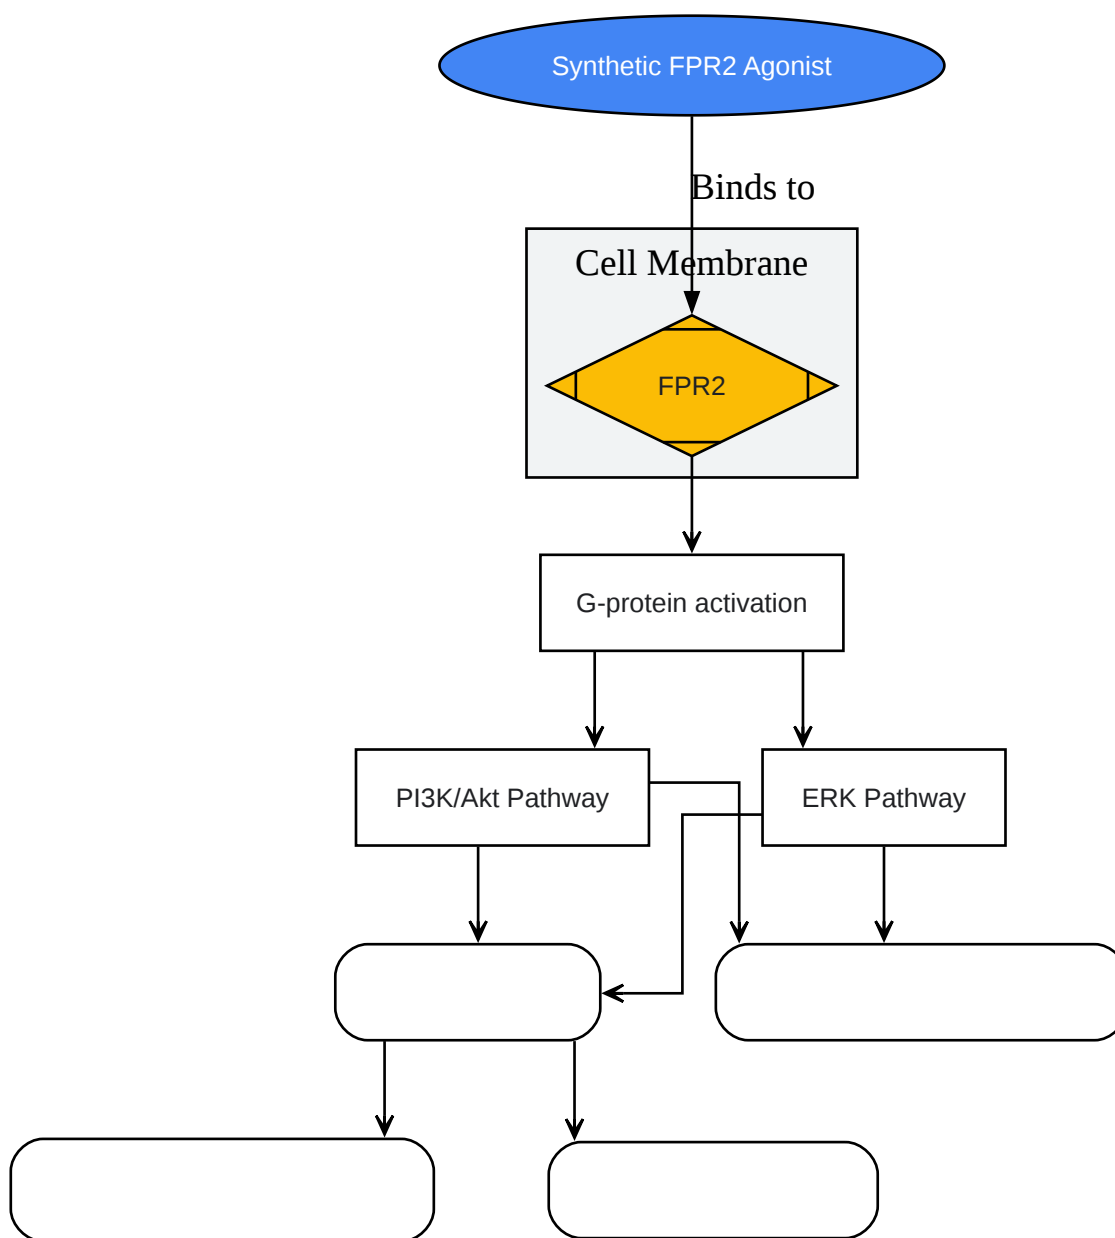 Synthetic FPR2 Agonist
Binds to
Cell Membrane
FPR2
G-protein activation
PI3K/Akt Pathway
ERK Pathway